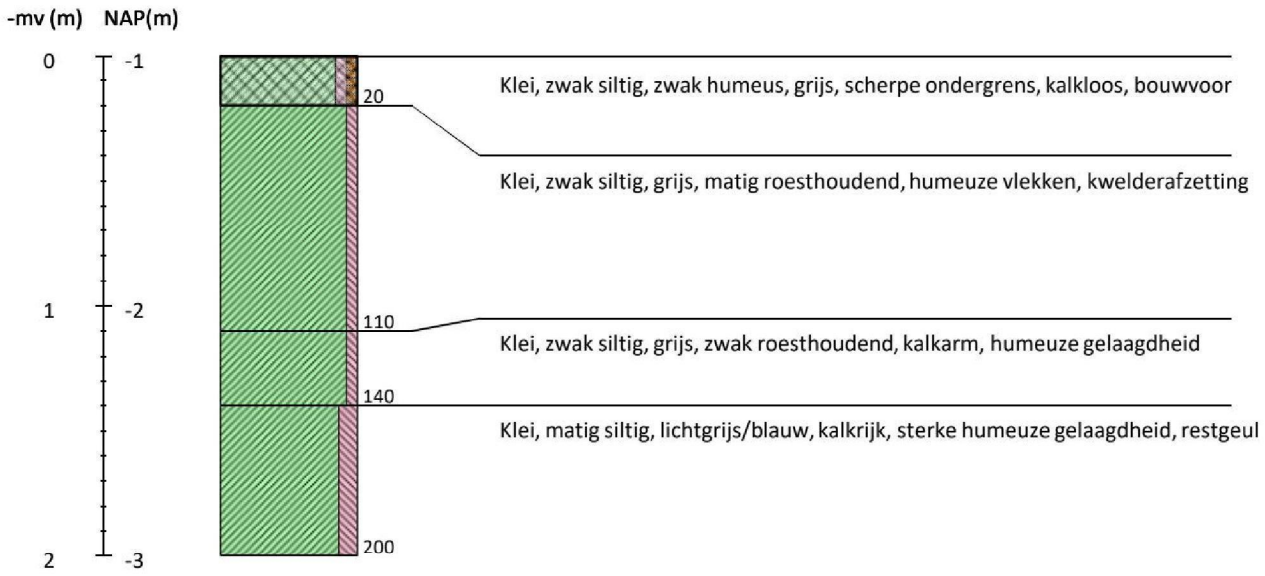 -mv (m) NAP(m)
0 -1
Klei, zwak siltig, zwak humeus, grijs, scherpe ondergrens, kalkloos, bouwvoor
20
Klei, zwak siltig, grijs, matig roesthoudend, humeuze vlekken, kwelderafzetting
1 -2
110
Klei, zwak siltig, grijs, zwak roesthoudend, kalkarm, humeuze gelaagdheid
140
Klei, matig siltig, lichtgrijs/blauw, kalkrijk, sterke humeuze gelaagdheid, restgeul
200
2 -3